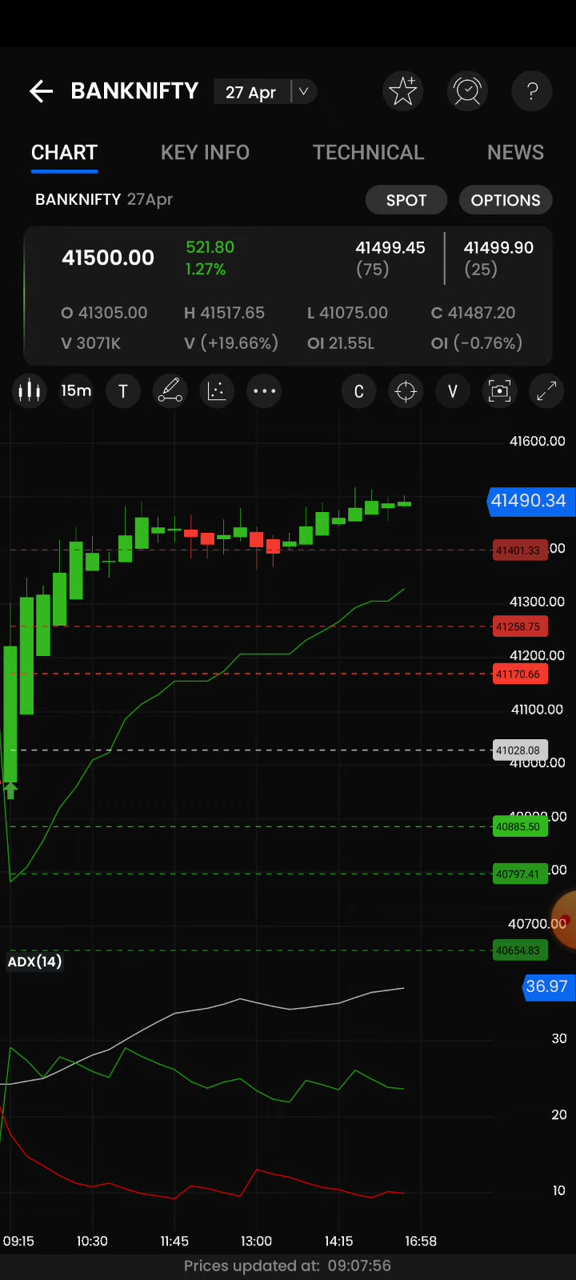 BANKNIFTY 27 Apr
?
CHART KEY INFO TECHNICAL NEWS
BANKNIFTY 27Apr SPOT OPTIONS
41500.00 521.80 1.27% 41499.45 (75) 41499.90 (25)
O 41305.00 H 41517.65 L 41075.00 C 41487.20
V 3071K V (+19.66%) OI 21.55L OI (-0.76%)
15m T C V
41600.00
41490.34
41401.33
41300.00
41258.75
41200.00
41170.66
41100.00
41028.08
41000.00
40885.50
40797.41
40700.00
40654.83
ADX(14)
36.97
30
20
10
09:15 10:30 11:45 13:00 14:15 16:58
Prices updated at: 09:07:56